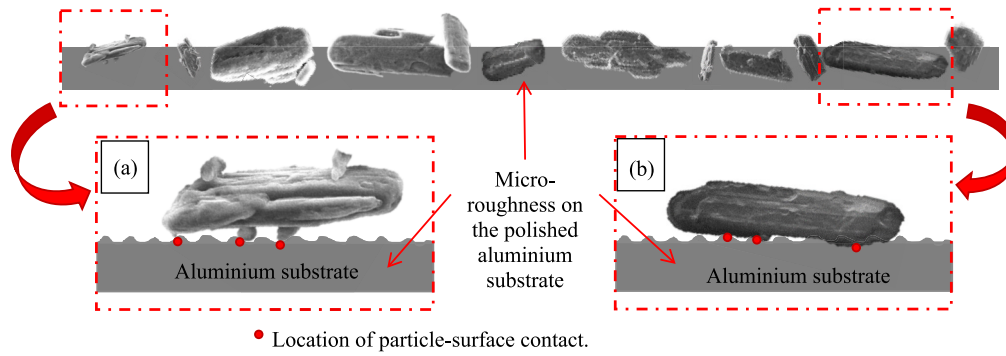 (a)
(b)
Micro-
roughness on
the polished
aluminium
substrate
Aluminium substrate
Aluminium substrate
Location of particle-surface contact.